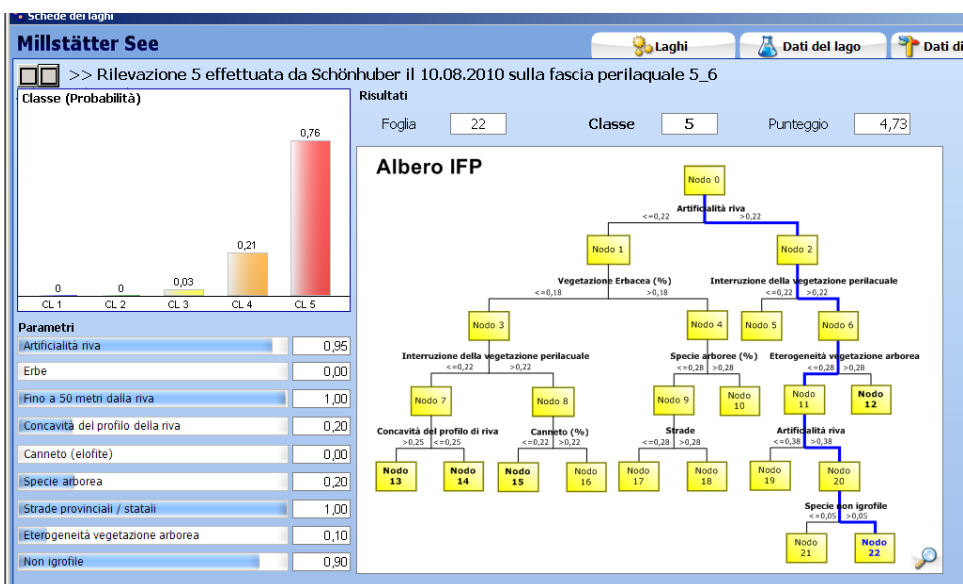 Schede dei laghi
Millstätter See
Laghi
Dati del lago
Dati di
>> Rilevazione 5 effettuata da Schönhuber il 10.08.2010 sulla fascia perilaquale 5_6
Classe (Probabilità)
0 0 0,03 0,21 0,76
CL 1 CL 2 CL 3 CL 4 CL 5
Risultati
Foglia 22 Classe 5 Punteggio 4,73
Parametri
Artificialità riva 0,95
Erbe 0,00
Fino a 50 metri dalla riva 1,00
Concavità del profilo della riva 0,20
Canneto (elofite) 0,00
Specie arborea 0,20
Strade provinciali / statali 1,00
Eterogeneità vegetazione arborea 0,10
Non igrofile 0,90
Albero IFP
Nodo 0
Artificialità riva
<=0,22 >0,22
Nodo 1 Nodo 2
Vegetazione Erbacea (%) Interruzione della vegetazione perilacuale
<=0,18 >0,18 <=0,22 >0,22
Nodo 3 Nodo 4 Nodo 5 Nodo 6
Interruzione della vegetazione perilacuale Specie arboree (%) Eterogeneità vegetazione arborea
<=0,22 >0,22 <=0,28 >0,28 <=0,28 >0,28
Nodo 7 Nodo 8 Nodo 9 Nodo 10 Nodo 11 Nodo 12
Concavità del profilo di riva Canneto (%) Strade Artificialità riva
>0,25 <=0,25 <=0,22 >0,22 <=0,28 >0,28 <=0,38 >0,38
Nodo 13 Nodo 14 Nodo 15 Nodo 16 Nodo 17 Nodo 18 Nodo 19 Nodo 20
Specie non igrofile
<=0,05 >0,05
Nodo 21 Nodo 22